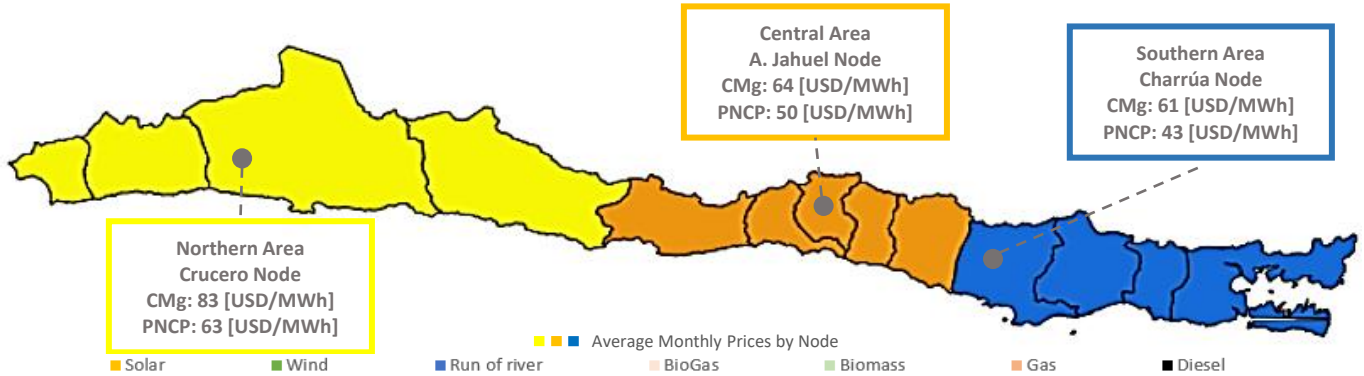 Central Area
A. Jahuel Node
CMg: 64 [USD/MWh]
PNCP: 50 [USD/MWh]
Southern Area
Charrúa Node
CMg: 61 [USD/MWh]
PNCP: 43 [USD/MWh]
Northern Area
Crucero Node
CMg: 83 [USD/MWh]
PNCP: 63 [USD/MWh]
Average Monthly Prices by Node
Solar Wind Run of river BioGas Biomass Gas Diesel